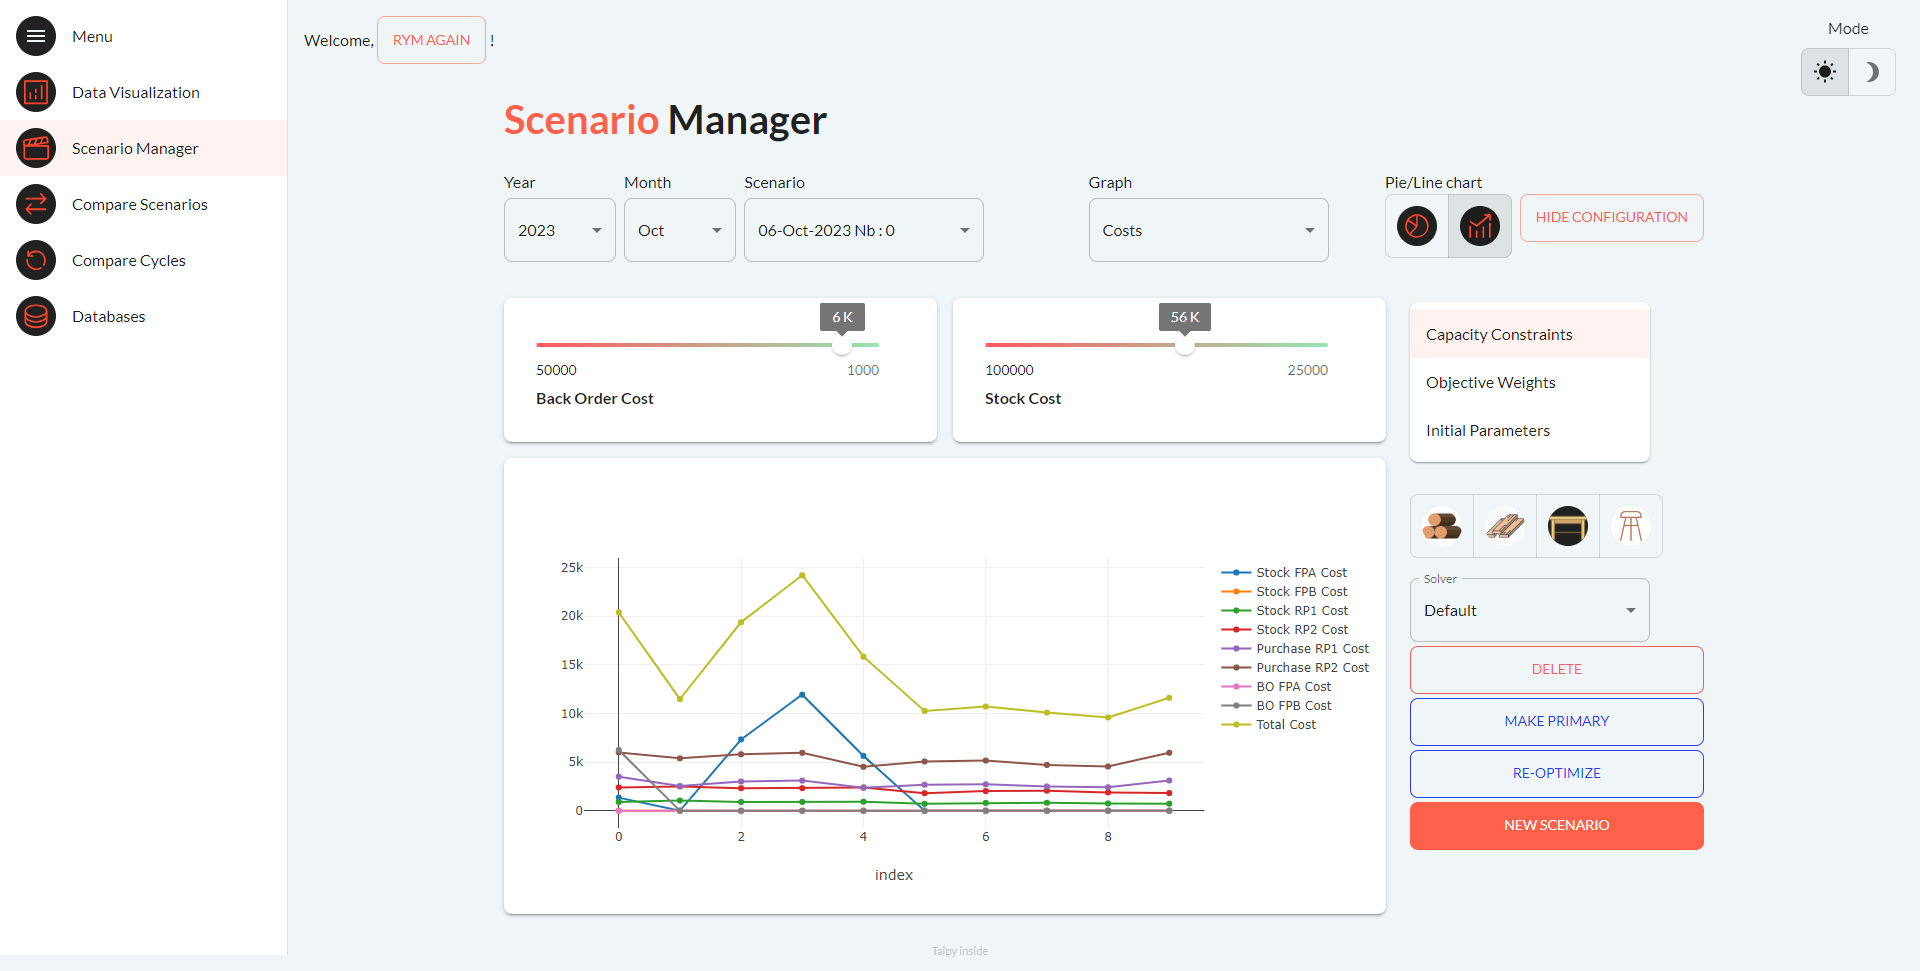 Menu
Data Visualization
Scenario Manager
Compare Scenarios
Compare Cycles
Databases
Welcome, RYM AGAIN !
Mode
Scenario Manager
Year
Month
Scenario
Graph
Pie/Line chart
2023
Oct
06-Oct-2023 Nb : 0
Costs
HIDE CONFIGURATION
6 K
50000
1000
Back Order Cost
56 K
100000
25000
Stock Cost
Capacity Constraints
Objective Weights
Initial Parameters
25k
20k
15k
10k
5k
0
0
2
4
6
8
index
Stock FPA Cost
Stock FPB Cost
Stock RP1 Cost
Stock RP2 Cost
Purchase RP1 Cost
Purchase RP2 Cost
BO FPA Cost
BO FPB Cost
Total Cost
Solver
Default
DELETE
MAKE PRIMARY
RE-OPTIMIZE
NEW SCENARIO
Taipy inside